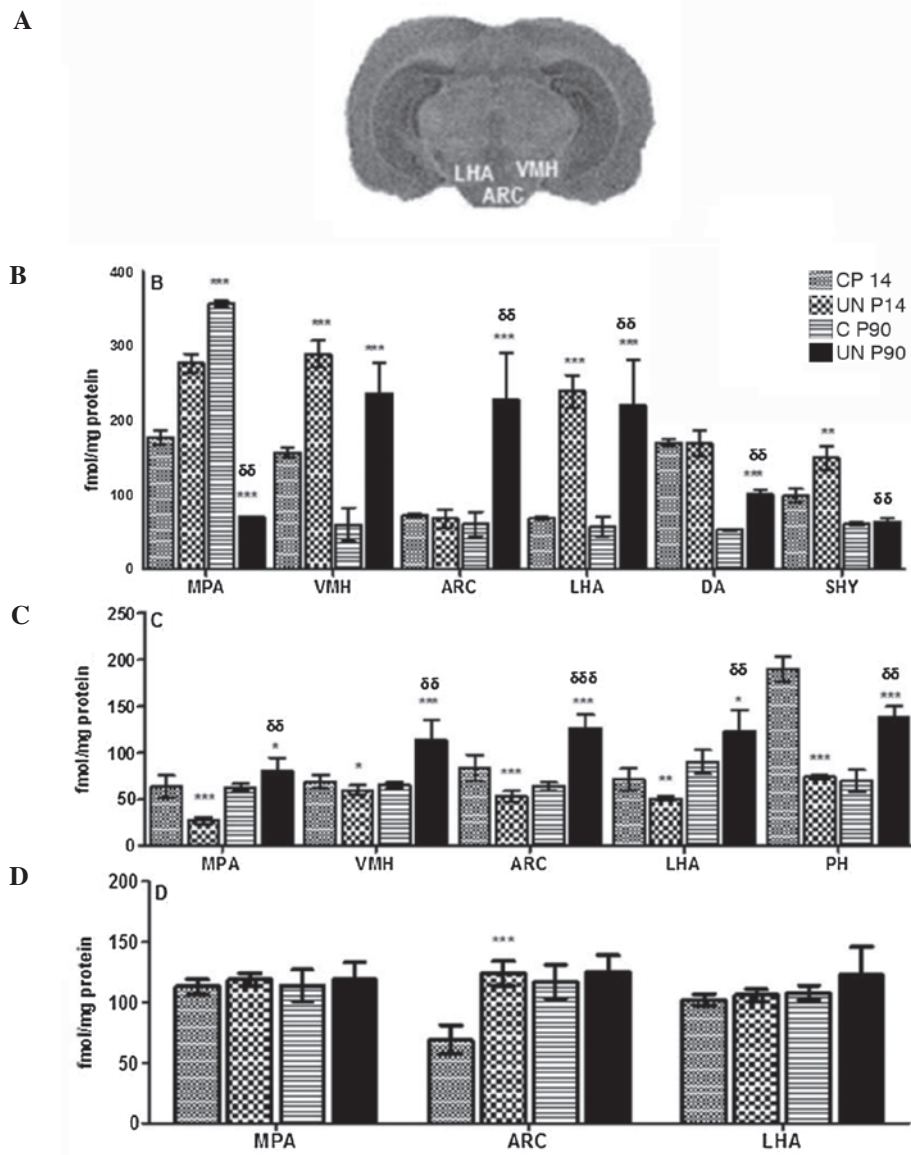 A
LHA VMH
ARC
B
B
fmol/mg protein
400
300
200
100
0
CP 14
UN P14
C P90
UN P90
***
δδ
***
***
***
δδ
***
***
δδ
***
δδ
***
**
δδ
MPA VMH ARC LHA DA SHY
C
C
fmol/mg protein
250
200
150
100
50
0
***
δδ
*
*
δδ
***
***
δδδ
***
**
δδ
*
***
δδ
***
MPA VMH ARC LHA PH
D
D
fmol/mg protein
200
150
100
50
0
***
MPA ARC LHA